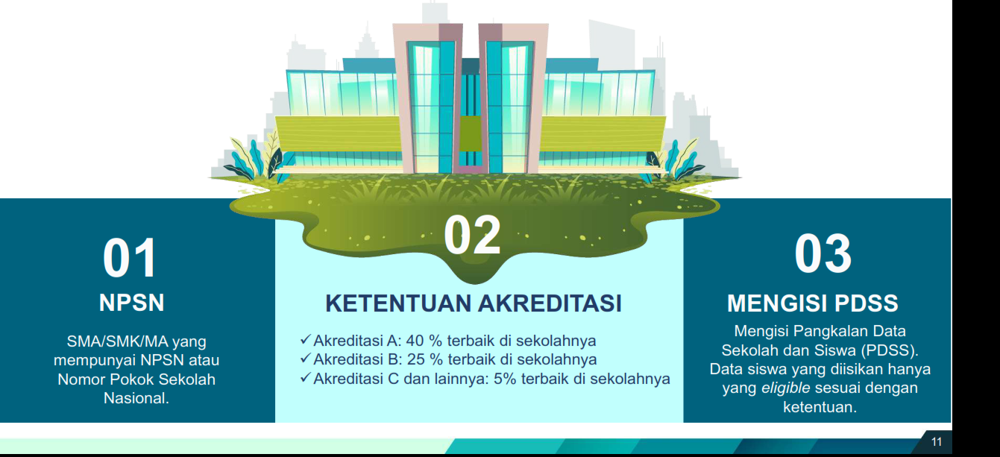 01
NPSN
SMA/SMK/MA yang
mempunyai NPSN atau
Nomor Pokok Sekolah
Nasional.
02
KETENTUAN AKREDITASI
✓Akreditasi A: 40 % terbaik di sekolahnya
✓Akreditasi B: 25 % terbaik di sekolahnya
✓Akreditasi C dan lainnya: 5% terbaik di sekolahnya
03
MENGISI PDSS
Mengisi Pangkalan Data
Sekolah dan Siswa (PDSS).
Data siswa yang diisikan hanya
yang eligible sesuai dengan
ketentuan.
11